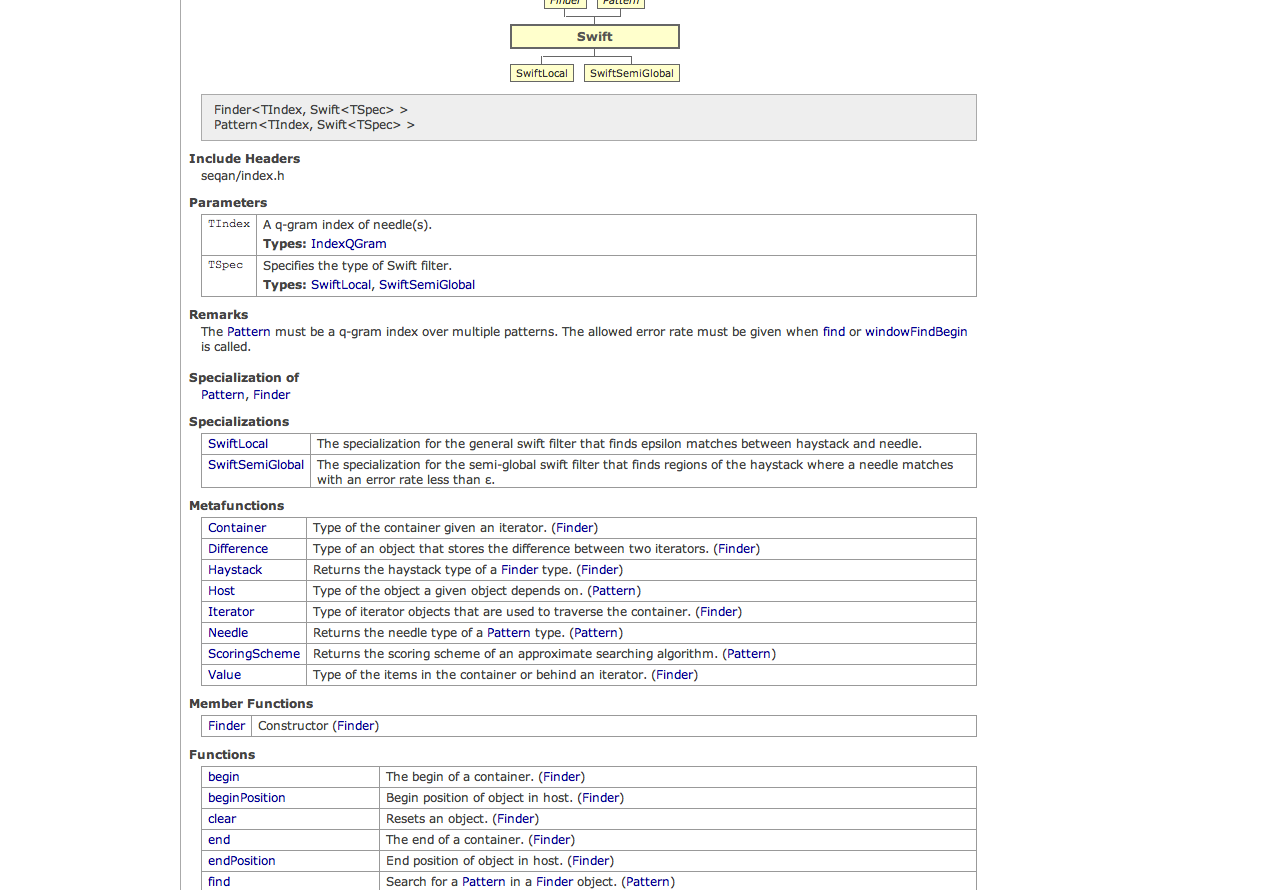 Finder Pattern
Swift
SwiftLocal SwiftSemiGlobal
Finder<TIndex, Swift<TSpec> >
Pattern<TIndex, Swift<TSpec> >
Include Headers
seqan/index.h
Parameters
TIndex A q-gram index of needle(s).
Types: IndexQGram
TSpec Specifies the type of Swift filter.
Types: SwiftLocal, SwiftSemiGlobal
Remarks
The Pattern must be a q-gram index over multiple patterns. The allowed error rate must be given when find or windowFindBegin
is called.
Specialization of
Pattern, Finder
Specializations
SwiftLocal The specialization for the general swift filter that finds epsilon matches between haystack and needle.
SwiftSemiGlobal The specialization for the semi-global swift filter that finds regions of the haystack where a needle matches
with an error rate less than ε.
Metafunctions
Container Type of the container given an iterator. (Finder)
Difference Type of an object that stores the difference between two iterators. (Finder)
Haystack Returns the haystack type of a Finder type. (Finder)
Host Type of the object a given object depends on. (Pattern)
Iterator Type of iterator objects that are used to traverse the container. (Finder)
Needle Returns the needle type of a Pattern type. (Pattern)
ScoringScheme Returns the scoring scheme of an approximate searching algorithm. (Pattern)
Value Type of the items in the container or behind an iterator. (Finder)
Member Functions
Finder Constructor (Finder)
Functions
begin The begin of a container. (Finder)
beginPosition Begin position of object in host. (Finder)
clear Resets an object. (Finder)
end The end of a container. (Finder)
endPosition End position of object in host. (Finder)
find Search for a Pattern in a Finder object. (Pattern)